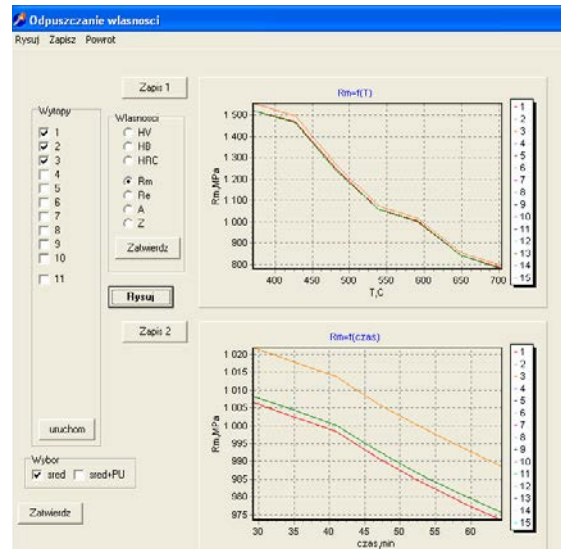 Odpuszczanie wlasnosci
Rysuj Zapisz Powrot
Zapis 1
Wytopy
1
2
3
4
5
6
7
8
9
10
11
uruchom
Wlasnosci
HV
HB
HRC
Rm
Re
A
Z
Zatwierdz
Rysuj
Zapis 2
Wybor
sred sred+PU
Zatwierdz
Rm=f(T)
Rm,MPa
1 500
1 400
1 300
1 200
1 100
1 000
900
800
400 450 500 550 600 650 700
T,C
1
2
3
4
5
6
7
8
9
10
11
12
13
14
15
Rm=f(czas)
Rm,MPa
1 020
1 015
1 010
1 005
1 000
995
990
985
980
975
30 35 40 45 50 55 60
czas,min
1
2
3
4
5
6
7
8
9
10
11
12
13
14
15